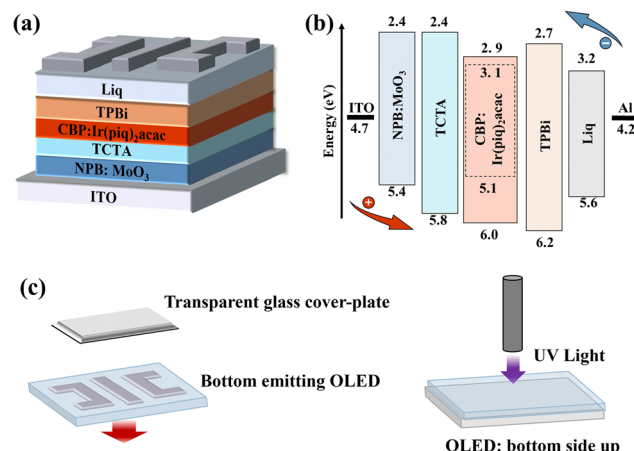 (a)
Liq
TPBi
CBP:Ir(piq)₂acac
TCTA
NPB: MoO₃
ITO
(b)
Energy (eV)
ITO
4.7
2.4
NPB:MoO₃
5.4
2.4
TCTA
5.8
2.9
3.1
CBP:
Ir(piq)₂acac
5.1
6.0
2.7
TPBi
6.2
3.2
Liq
5.6
Al
4.2
+
−
(c)
Transparent glass cover-plate
Bottom emitting OLED
UV Light
OLED: bottom side up